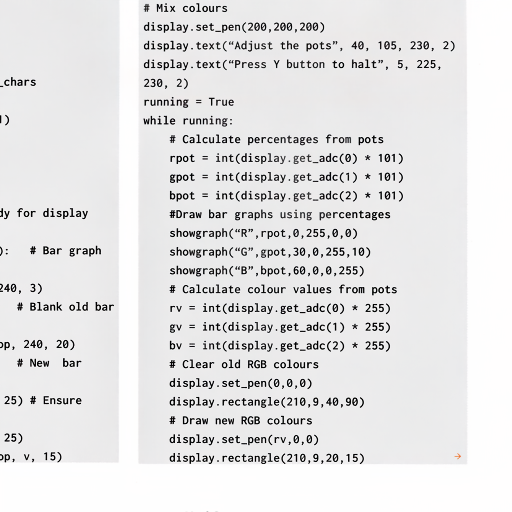 _chars
)
dy for display
):   # Bar graph
240, 3)
# Blank old bar
op, 240, 20)
# New  bar
25) # Ensure
25)
op, v, 15)
# Mix colours
display.set_pen(200,200,200)
display.text(“Adjust the pots”, 40, 105, 230, 2)
display.text(“Press Y button to halt”, 5, 225,
230, 2)
running = True
while running:
    # Calculate percentages from pots
    rpot = int(display.get_adc(0) * 101)
    gpot = int(display.get_adc(1) * 101)
    bpot = int(display.get_adc(2) * 101)
    #Draw bar graphs using percentages
    showgraph(“R”,rpot,0,255,0,0)
    showgraph(“G”,gpot,30,0,255,10)
    showgraph(“B”,bpot,60,0,0,255)
    # Calculate colour values from pots
    rv = int(display.get_adc(0) * 255)
    gv = int(display.get_adc(1) * 255)
    bv = int(display.get_adc(2) * 255)
    # Clear old RGB colours
    display.set_pen(0,0,0)
    display.rectangle(210,9,40,90)
    # Draw new RGB colours
    display.set_pen(rv,0,0)
    display.rectangle(210,9,20,15)